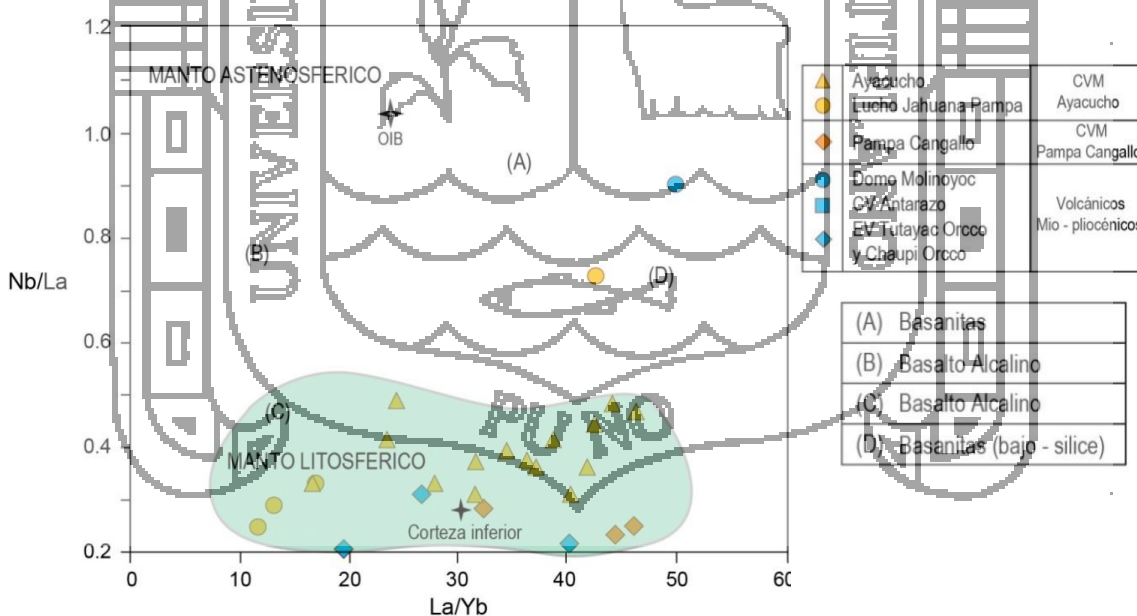 1.2
MANTO ASTENOSFERICO
1.0
OIB
(A)
0.8
(B)
(D)
Nb/La
0.6
(C)
0.4
MANTO LITOSFERICO
Corteza inferior
0.2
0 10 20 30 40 50 60
La/Yb
Ayacucho
Lucho Jahuana Pampa
CVM
Ayacucho
Pampa Cangallo
CVM
Pampa Cangallo
Domo Molinoyoc
CV Antarazo
EV Tutayac Orcco
y Chaupi Orcco
Volcánicos
Mio - pliocénicos
(A) Basanitas
(B) Basalto Alcalino
(C) Basalto Alcalino
(D) Basanitas (bajo - silice)
PUNO